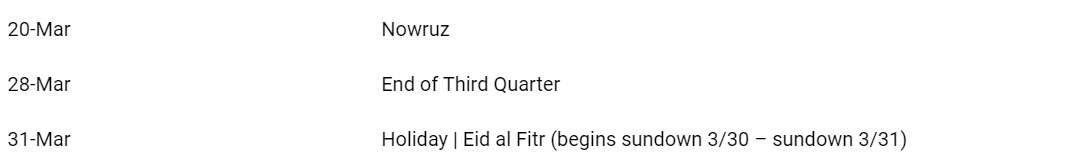 20-Mar Nowruz
28-Mar End of Third Quarter
31-Mar Holiday | Eid al Fitr (begins sundown 3/30 – sundown 3/31)